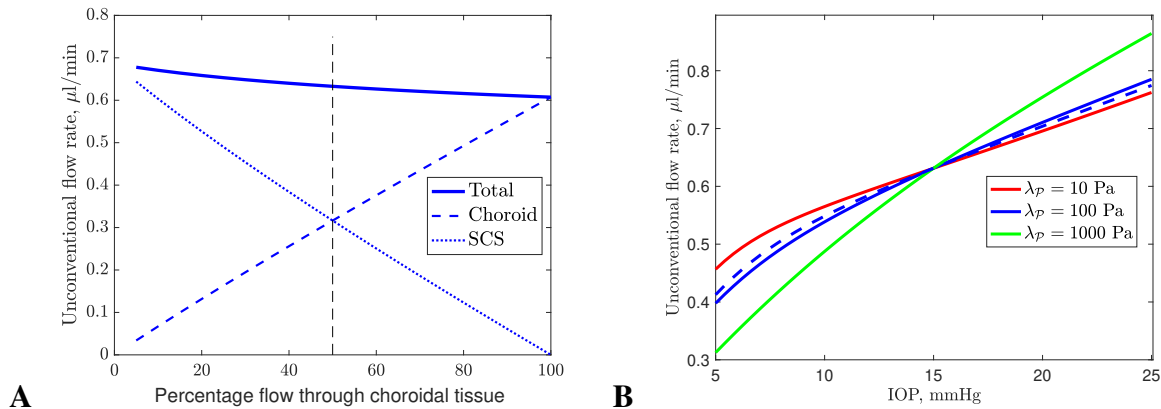 0.8
0.7
0.6
0.5
0.4
0.3
0.2
0.1
0
Unconventional flow rate, μl/min
Total
Choroid
SCS
0 20 40 60 80 100
Percentage flow through choroidal tissue
A
0.8
0.7
0.6
0.5
0.4
0.3
Unconventional flow rate, μl/min
λ𝒫 = 10 Pa
λ𝒫 = 100 Pa
λ𝒫 = 1000 Pa
5 10 15 20 25
IOP, mmHg
B